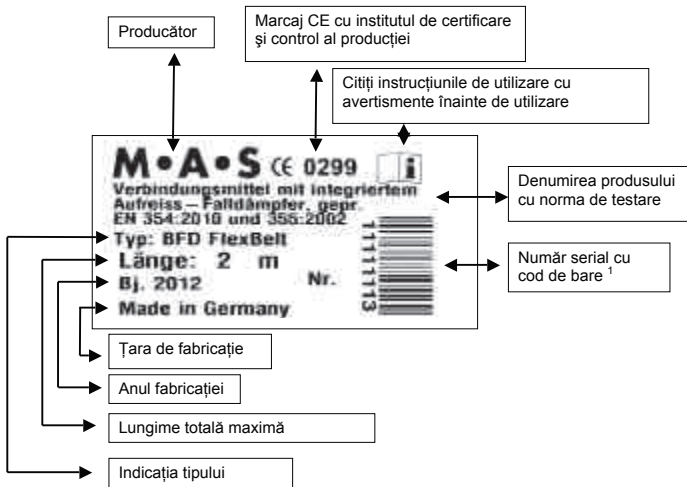 Producător
Marcaj CE cu institutul de certificare
şi control al producţiei
Citiţi instrucţiunile de utilizare cu
avertismente înainte de utilizare
M•A•S CE 0299 i
Verbindungsmittel mit integriertem
Aufreiss – Falldämpfer, gepr.
EN 354:2010 und 355:2002
Typ: BFD FlexBelt
Länge: 2 m
Bj. 2012 Nr.
Made in Germany
11111113
Denumirea produsului
cu norma de testare
Număr serial cu
cod de bare 1
Ţara de fabricaţie
Anul fabricaţiei
Lungime totală maximă
Indicaţia tipului